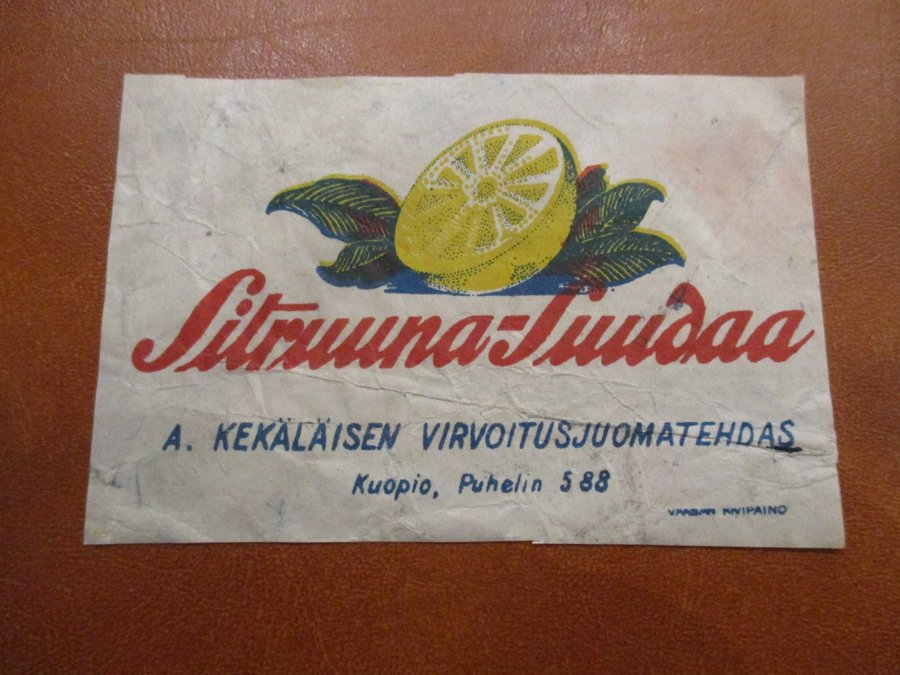 Sitruuna-Suudaa
A. KEKÄLÄISEN VIRVOITUSJUOMATEHDAS
Kuopio, Puhelin 588
VAASAN KIVIPAINO